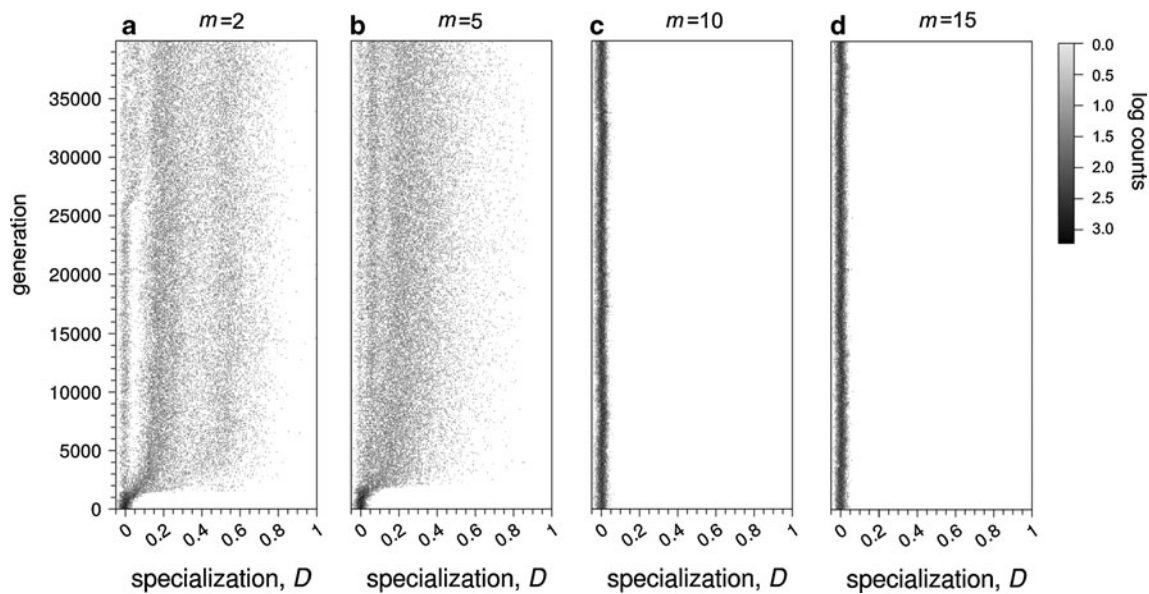 a m=2
b m=5
c m=10
d m=15
generation
35000
30000
25000
20000
15000
10000
5000
0
0 0.2 0.4 0.6 0.8 1
0 0.2 0.4 0.6 0.8 1
0 0.2 0.4 0.6 0.8 1
0 0.2 0.4 0.6 0.8 1
specialization, D
specialization, D
specialization, D
specialization, D
0.0
0.5
1.0
1.5
2.0
2.5
3.0
log counts